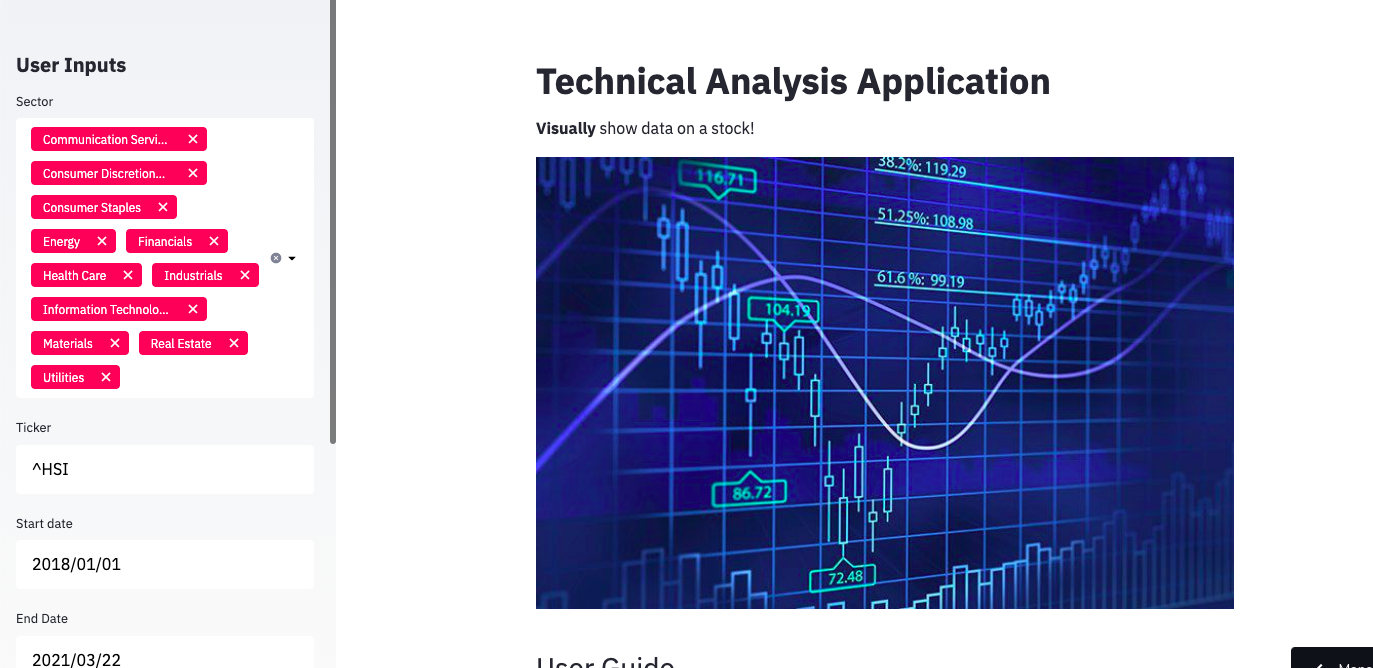 User Inputs
Sector
Communication Servi...
Consumer Discretion...
Consumer Staples
Energy Financials
Health Care Industrials
Information Technolo...
Materials Real Estate
Utilities
Ticker
^HSI
Start date
2018/01/01
End Date
2021/03/22
Technical Analysis Application
Visually show data on a stock!
116.71
38.2%: 119.29
51.25%: 108.98
61.6 %: 99.19
104.19
86.72
72.48
User Guide